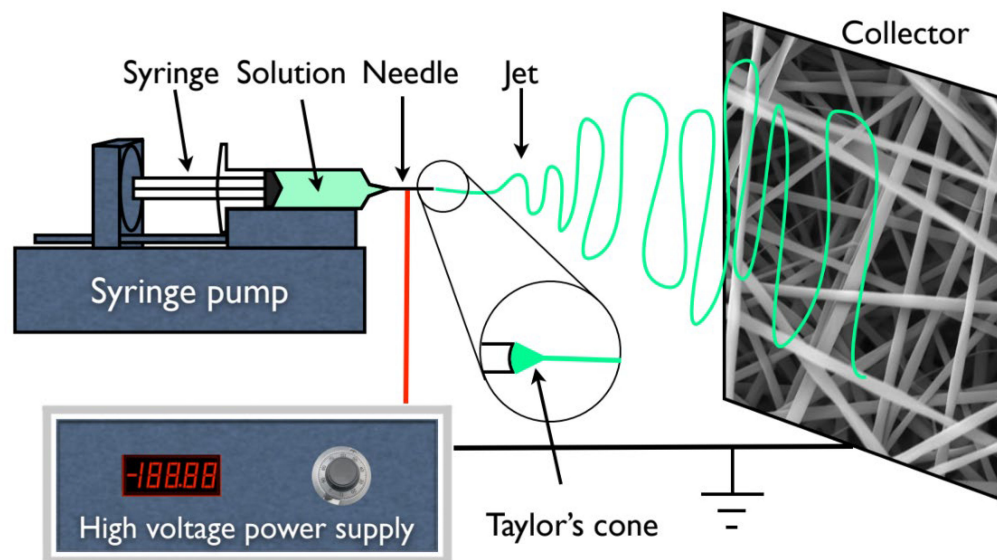 Collector
Syringe
Solution
Needle
Jet
Syringe pump
-188.88
High voltage power supply
Taylor's cone